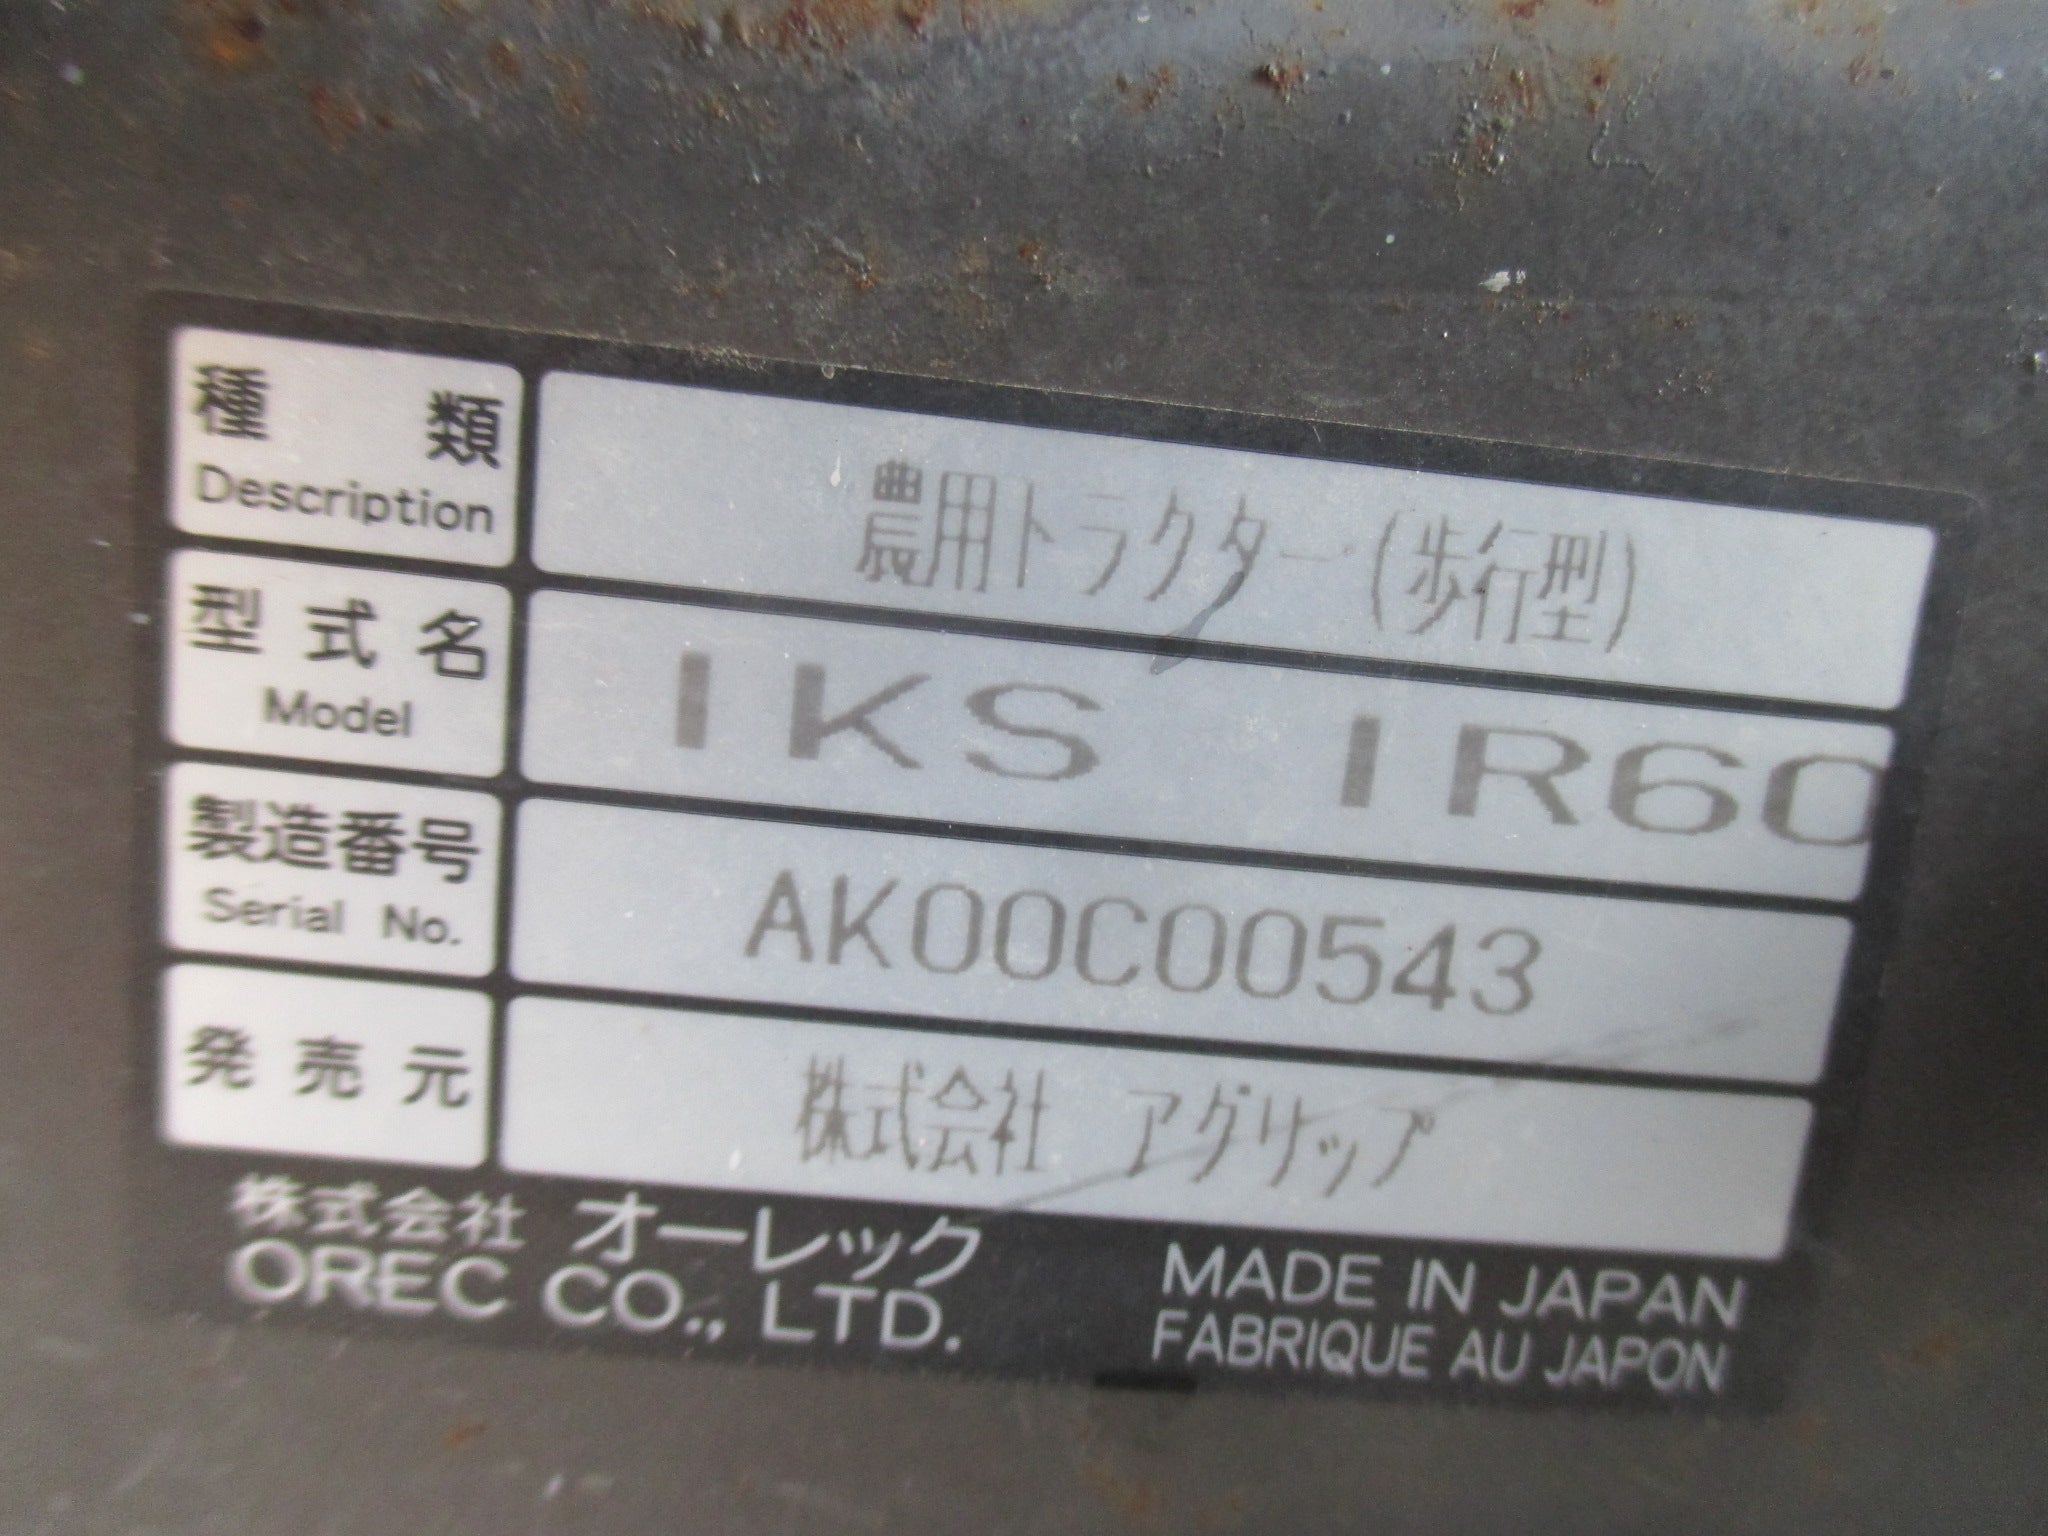 種類 農用トラクター(歩行型)
Description
型式名 IKS IR60
Model
製造番号 AK00C00543
Serial No.
発売元 株式会社 アグリップ
株式会社 オーレック
OREC CO., LTD.
MADE IN JAPAN
FABRIQUE AU JAPON